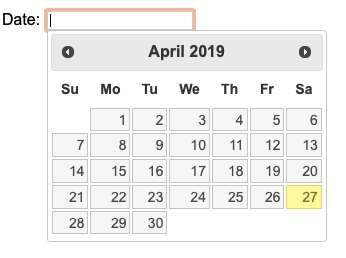 Date:
April 2019
Su Mo Tu We Th Fr Sa
1 2 3 4 5 6
7 8 9 10 11 12 13
14 15 16 17 18 19 20
21 22 23 24 25 26 27
28 29 30